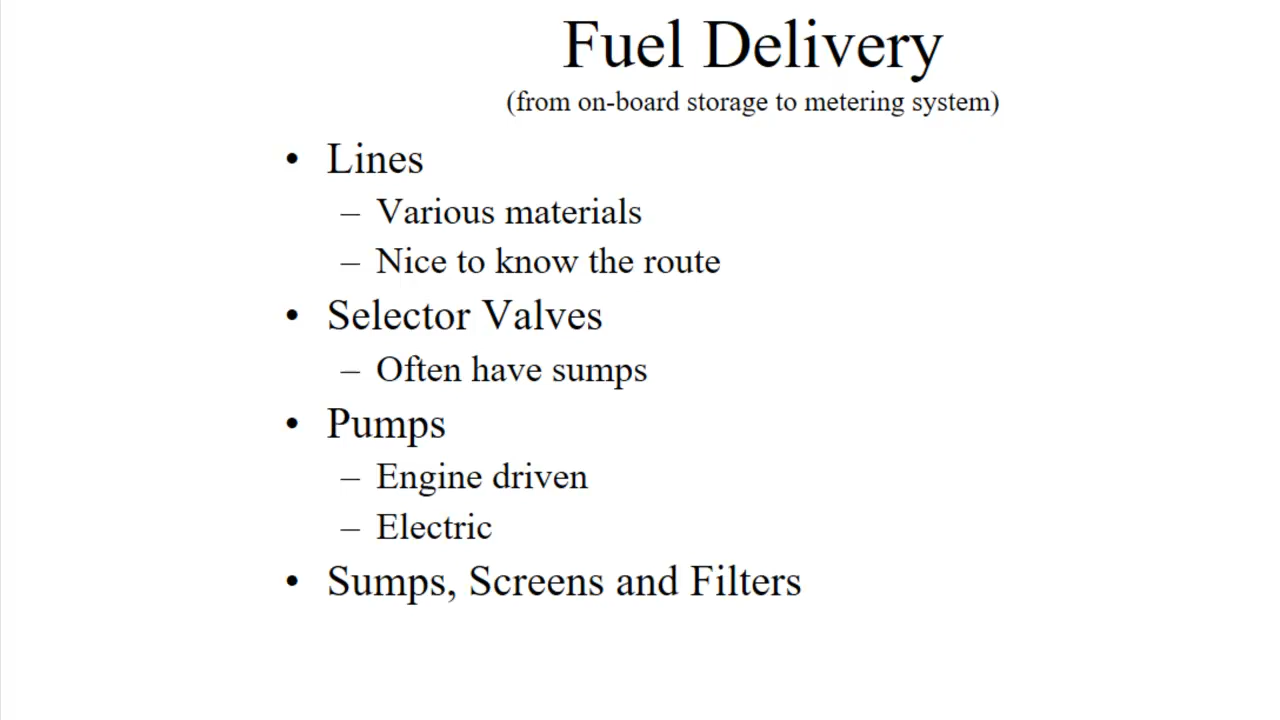 Fuel Delivery
(from on-board storage to metering system)
• Lines
– Various materials
– Nice to know the route
• Selector Valves
– Often have sumps
• Pumps
– Engine driven
– Electric
• Sumps, Screens and Filters